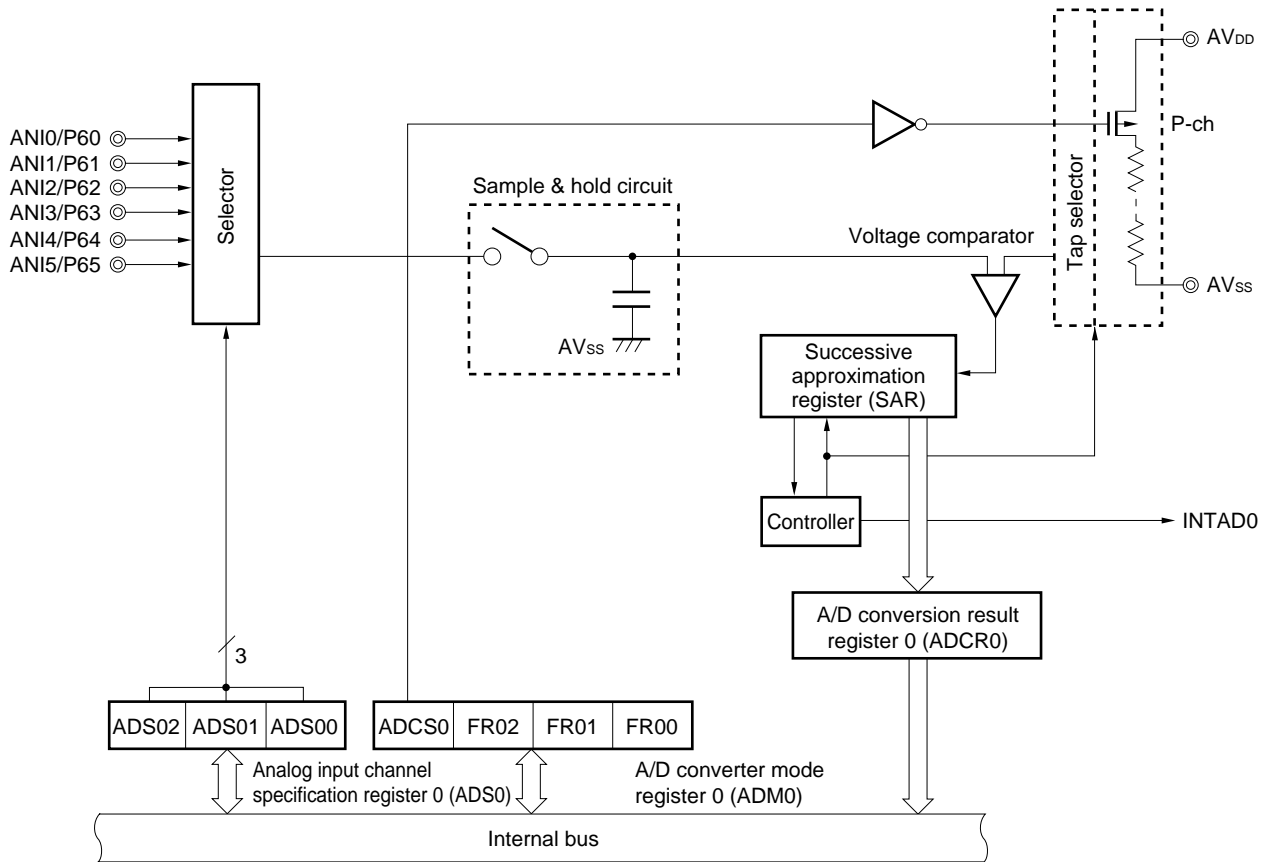 AVDD
P-ch
ANI0/P60
ANI1/P61
ANI2/P62
ANI3/P63
ANI4/P64
ANI5/P65
Selector
Sample & hold circuit
AVSS
Voltage comparator
Tap selector
AVSS
Successive
approximation
register (SAR)
Controller
INTAD0
A/D conversion result
register 0 (ADCR0)
3
ADS02 ADS01 ADS00
ADCS0 FR02 FR01 FR00
Analog input channel
specification register 0 (ADS0)
A/D converter mode
register 0 (ADM0)
Internal bus